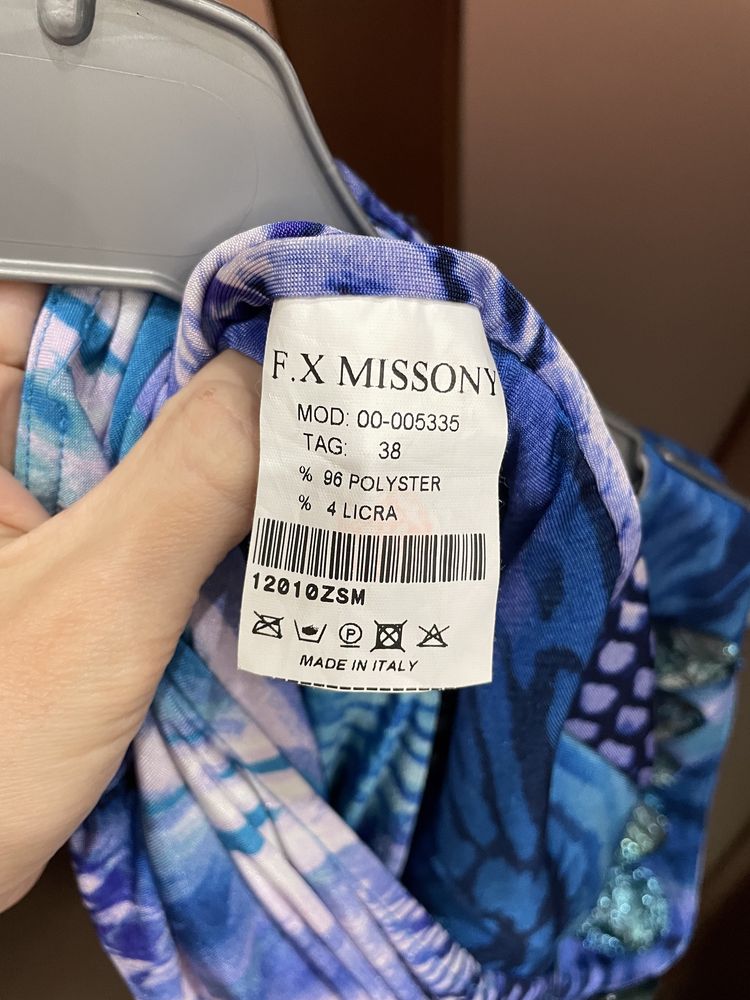 F.X MISSONY
MOD: 00-005335
TAG: 38
% 96 POLYSTER
% 4 LICRA
12010ZSM
P
MADE IN ITALY